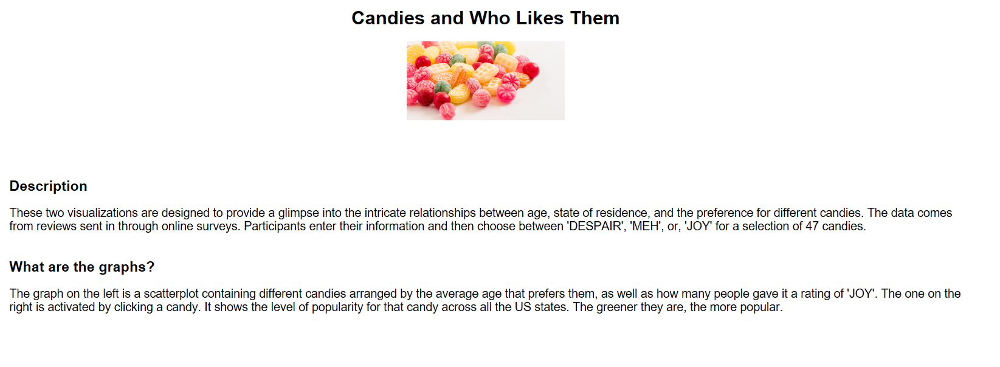 Candies and Who Likes Them
Description
These two visualizations are designed to provide a glimpse into the intricate relationships between age, state of residence, and the preference for different candies. The data comes
from reviews sent in through online surveys. Participants enter their information and then choose between 'DESPAIR', 'MEH', or, 'JOY' for a selection of 47 candies.
What are the graphs?
The graph on the left is a scatterplot containing different candies arranged by the average age that prefers them, as well as how many people gave it a rating of 'JOY'. The one on the
right is activated by clicking a candy. It shows the level of popularity for that candy across all the US states. The greener they are, the more popular.